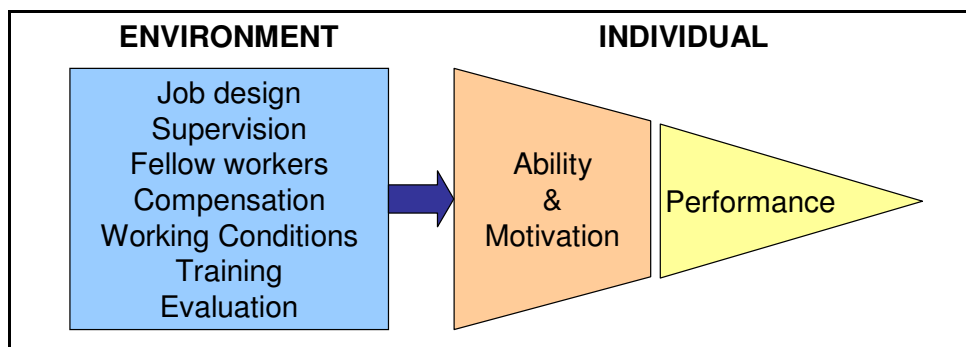 ENVIRONMENT
INDIVIDUAL
Job design
Supervision
Fellow workers
Compensation
Working Conditions
Training
Evaluation
Ability
&
Motivation
Performance